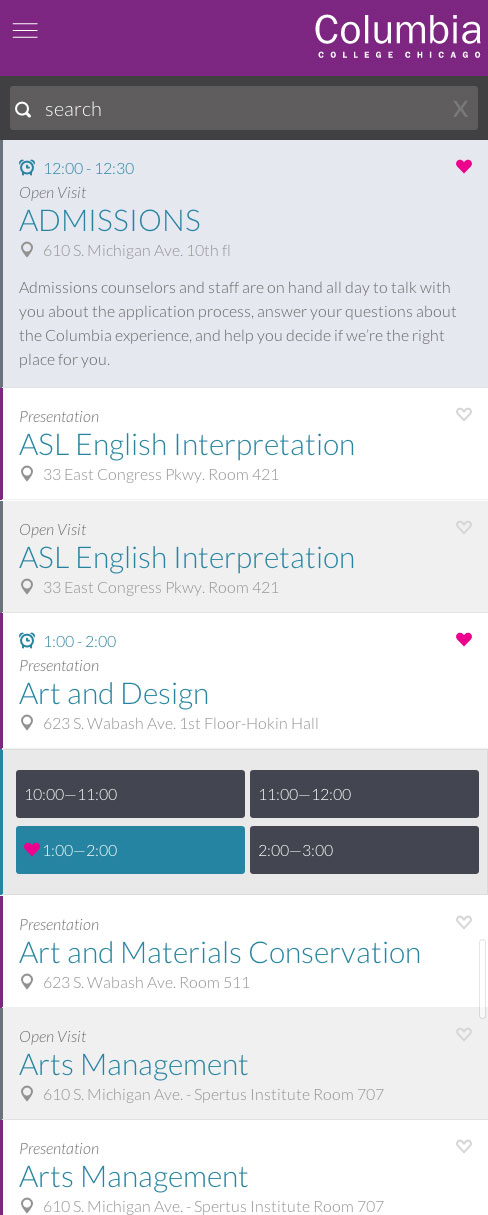 Columbia
COLLEGE CHICAGO
search
X
12:00 - 12:30
Open Visit
ADMISSIONS
610 S. Michigan Ave. 10th fl
Admissions counselors and staff are on hand all day to talk with
you about the application process, answer your questions about
the Columbia experience, and help you decide if we're the right
place for you.
Presentation
ASL English Interpretation
33 East Congress Pkwy. Room 421
Open Visit
ASL English Interpretation
33 East Congress Pkwy. Room 421
1:00 - 2:00
Presentation
Art and Design
623 S. Wabash Ave. 1st Floor-Hokin Hall
10:00—11:00
11:00—12:00
1:00—2:00
2:00—3:00
Presentation
Art and Materials Conservation
623 S. Wabash Ave. Room 511
Open Visit
Arts Management
610 S. Michigan Ave. - Spertus Institute Room 707
Presentation
Arts Management
610 S. Michigan Ave. - Spertus Institute Room 707